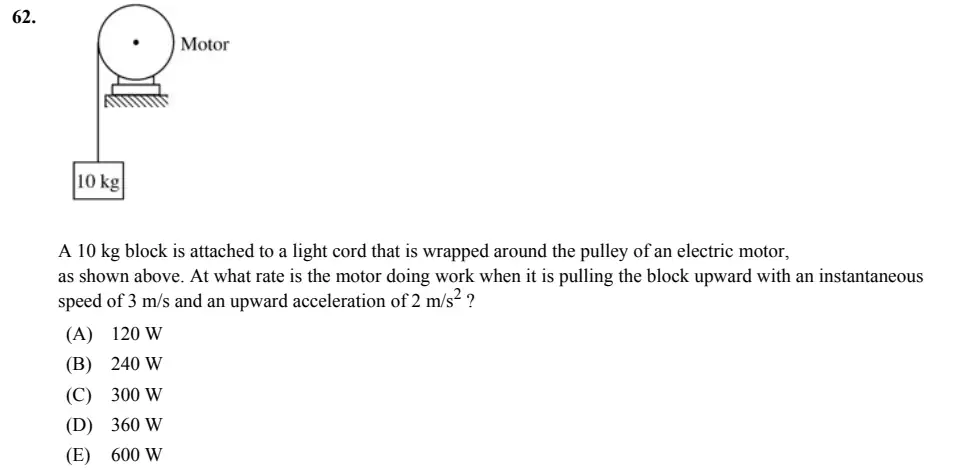 62.
Motor
10 kg
A 10 kg block is attached to a light cord that is wrapped around the pulley of an electric motor,
as shown above. At what rate is the motor doing work when it is pulling the block upward with an instantaneous
speed of 3 m/s and an upward acceleration of 2 m/s² ?
(A) 120 W
(B) 240 W
(C) 300 W
(D) 360 W
(E) 600 W